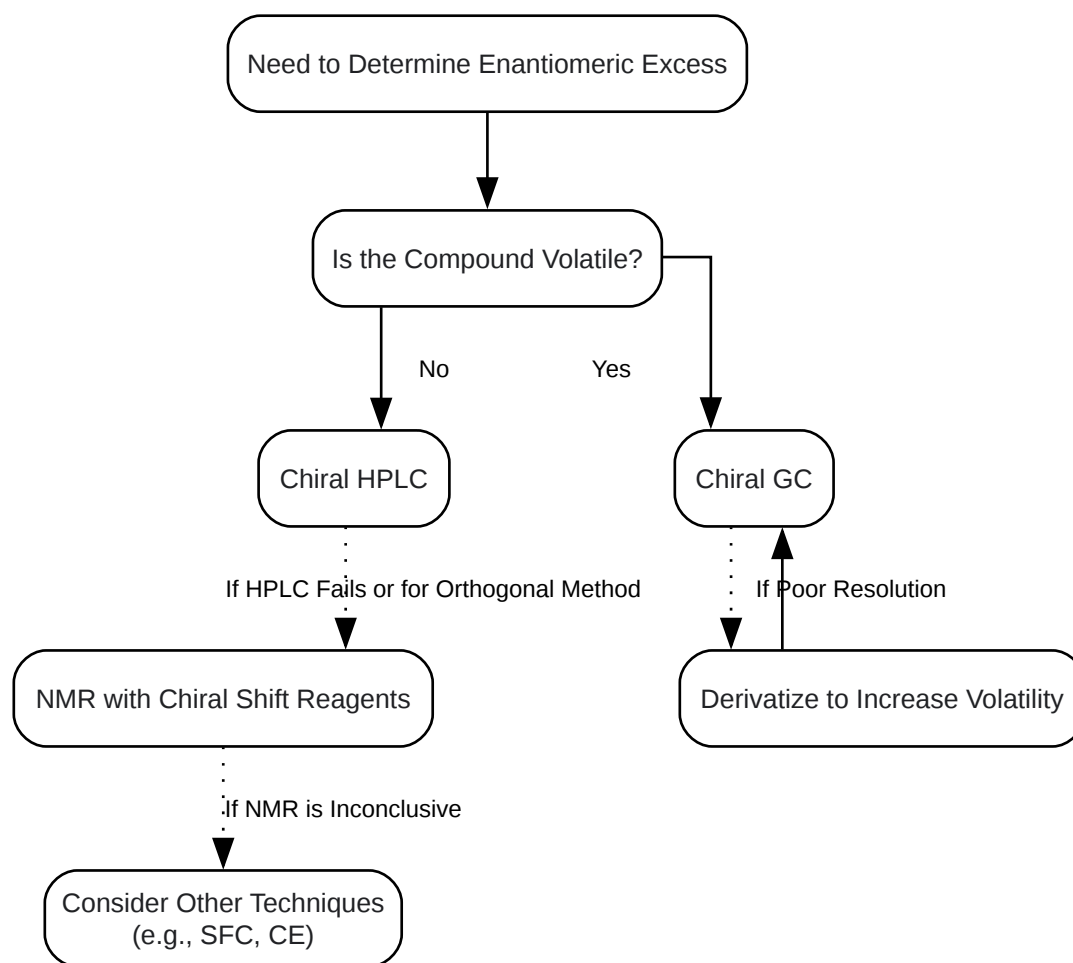 Need to Determine Enantiomeric Excess
Is the Compound Volatile?
No
Yes
Chiral HPLC
Chiral GC
If HPLC Fails or for Orthogonal Method
If Poor Resolution
NMR with Chiral Shift Reagents
Derivatize to Increase Volatility
If NMR is Inconclusive
Consider Other Techniques
(e.g., SFC, CE)